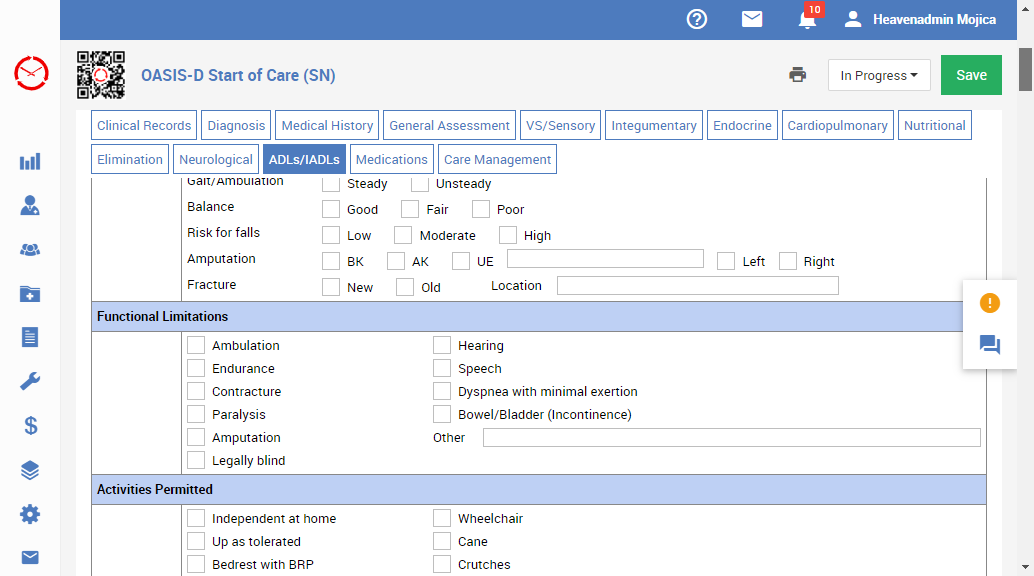 10
Heavenadmin Mojica
OASIS-D Start of Care (SN)
In Progress
Save
Clinical Records Diagnosis Medical History General Assessment VS/Sensory Integumentary Endocrine Cardiopulmonary Nutritional
Elimination Neurological ADLs/IADLs Medications Care Management
Gait/Ambulation Steady Unsteady
Balance Good Fair Poor
Risk for falls Low Moderate High
Amputation BK AK UE Left Right
Fracture New Old Location
Functional Limitations
Ambulation Hearing
Endurance Speech
Contracture Dyspnea with minimal exertion
Paralysis Bowel/Bladder (Incontinence)
Amputation Other
Legally blind
Activities Permitted
Independent at home Wheelchair
Up as tolerated Cane
Bedrest with BRP Crutches